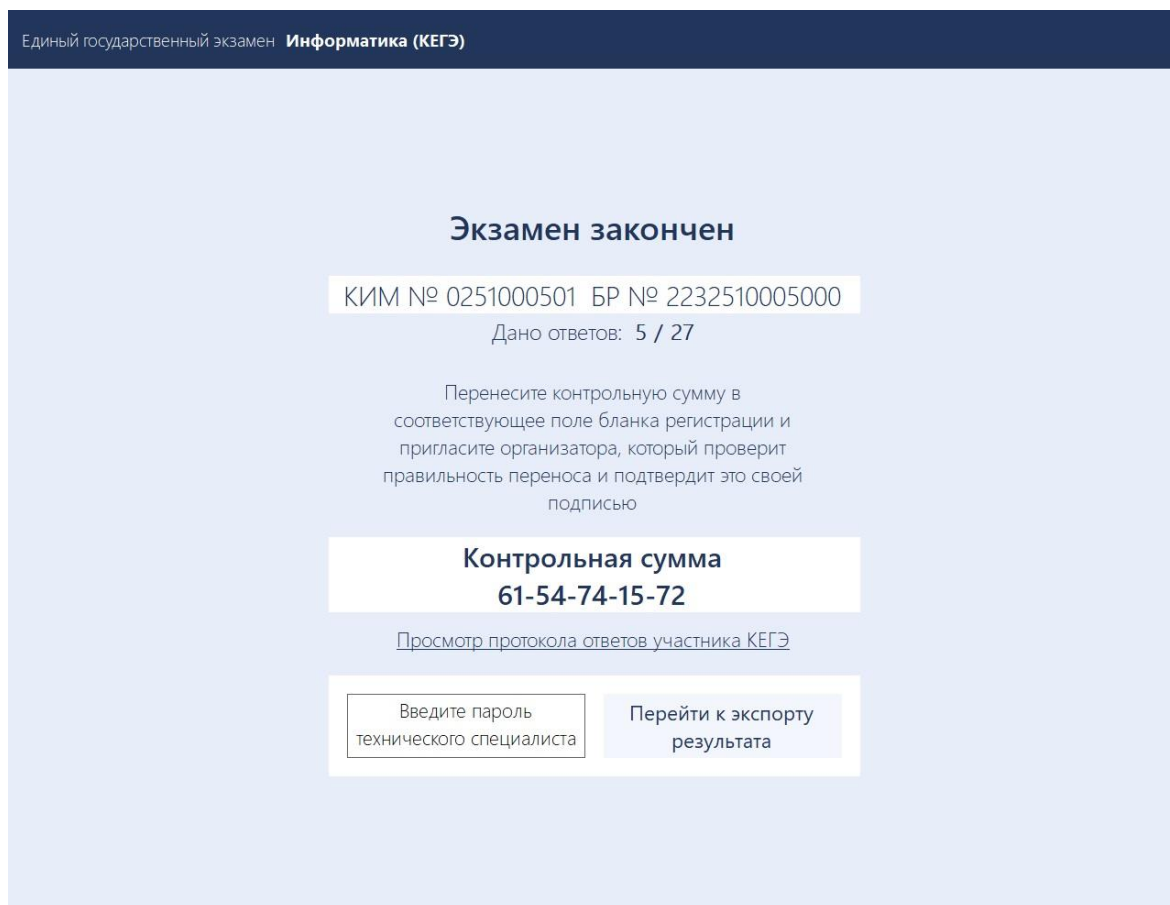 Единый государственный экзамен Информатика (КЕГЭ)
Экзамен закончен
КИМ № 0251000501 БР № 2232510005000
Дано ответов: 5 / 27
Перенесите контрольную сумму в
соответствующее поле бланка регистрации и
пригласите организатора, который проверит
правильность переноса и подтвердит это своей
подписью
Контрольная сумма
61-54-74-15-72
Просмотр протокола ответов участника КЕГЭ
Введите пароль
технического специалиста
Перейти к экспорту
результата